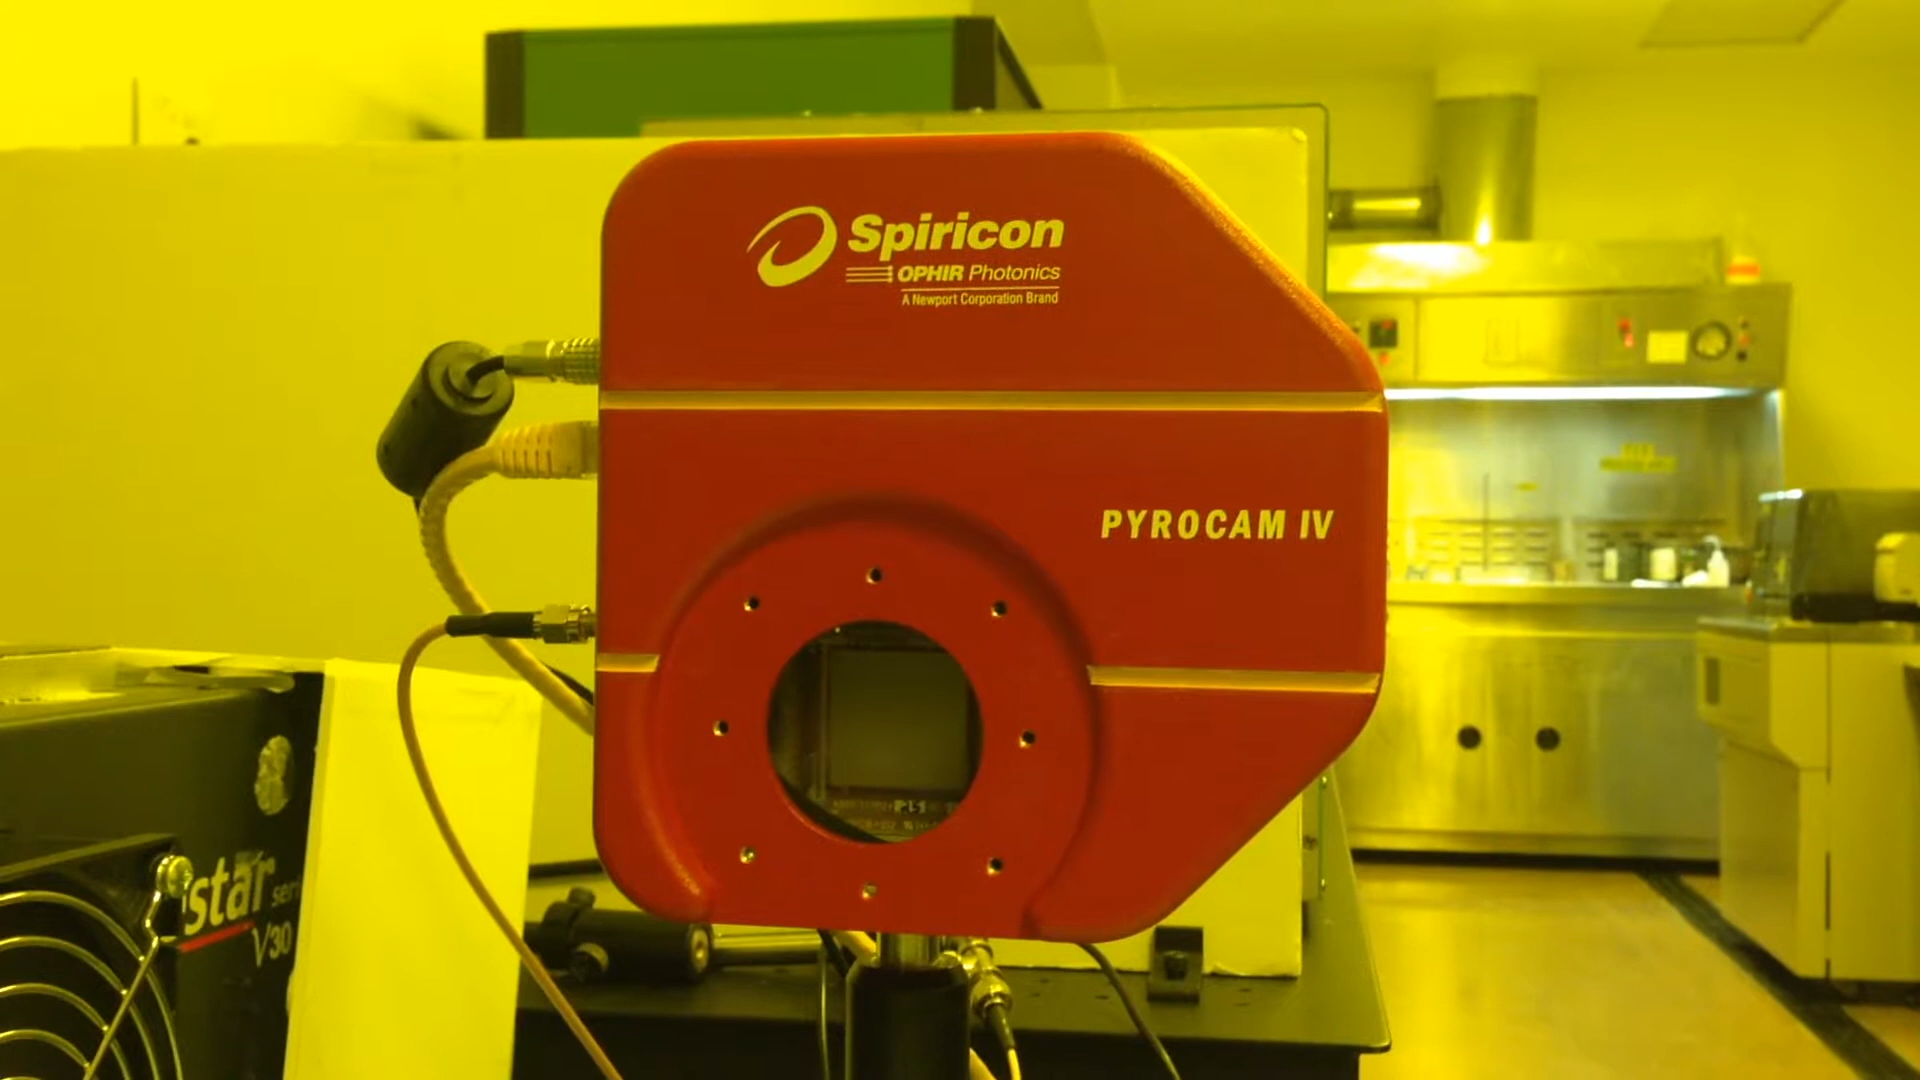 Spiricon
OPHIR Photonics
A Newport Corporation Brand
PYROCAM IV
star
V30